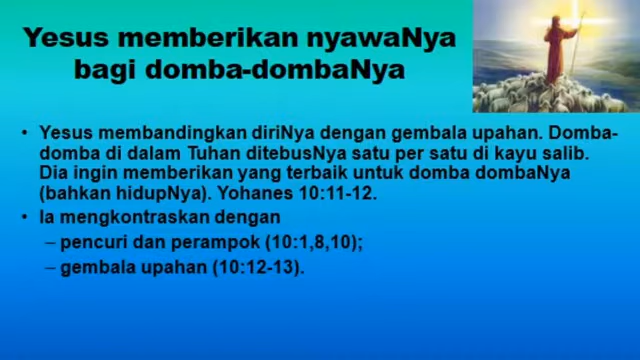 Yesus memberikan nyawaNya
bagi domba-dombaNya
• Yesus membandingkan diriNya dengan gembala upahan. Domba-
domba di dalam Tuhan ditebusNya satu per satu di kayu salib.
Dia ingin memberikan yang terbaik untuk domba dombaNya
(bahkan hidupNya). Yohanes 10:11-12.
• Ia mengkontraskan dengan
– pencuri dan perampok (10:1,8,10);
– gembala upahan (10:12-13).